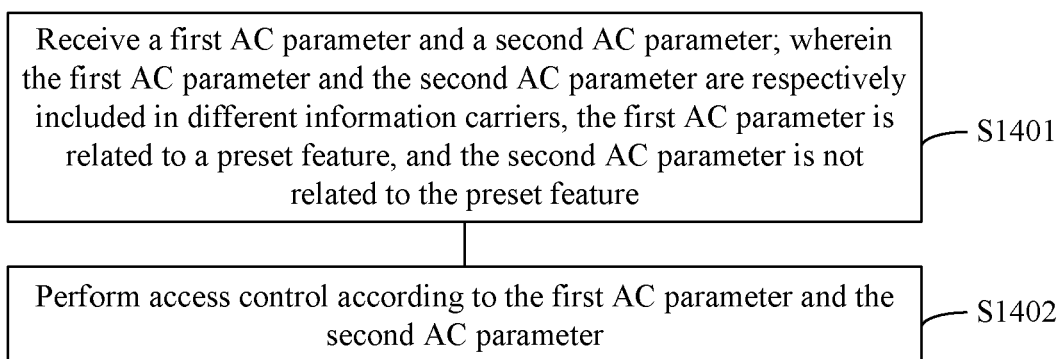 Receive a first AC parameter and a second AC parameter; wherein
the first AC parameter and the second AC parameter are respectively
included in different information carriers, the first AC parameter is
related to a preset feature, and the second AC parameter is not
related to the preset feature
S1401
Perform access control according to the first AC parameter and the
second AC parameter
S1402